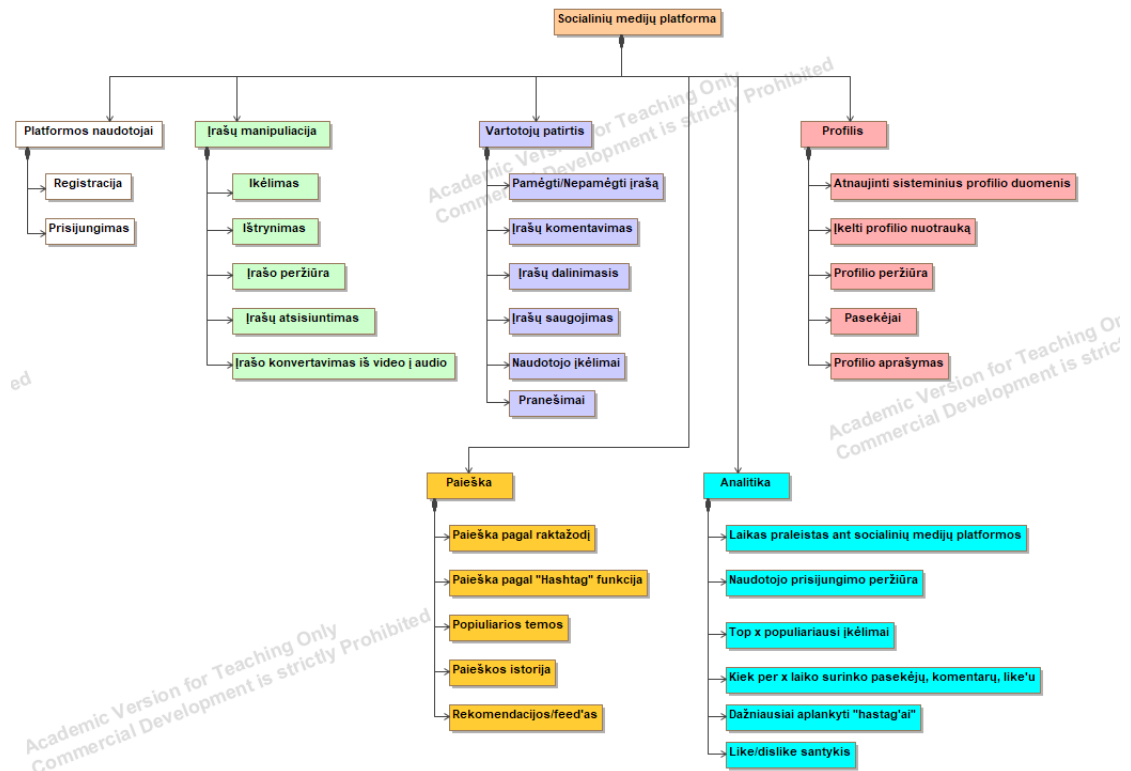 Socialinių medijų platforma
Platformos naudotojai
Registracija
Prisijungimas
Įrašų manipuliacija
Ikėlimas
Ištrynimas
Įrašo peržiūra
Įrašų atsisiuntimas
Įrašo konvertavimas iš video į audio
Vartotojų patirtis
Pamėgti/Nepamėgti įrašą
Įrašų komentavimas
Įrašų dalinimasis
Įrašų saugojimas
Naudotojo įkėlimai
Pranešimai
Profilis
Atnaujinti sisteminius profilio duomenis
Įkelti profilio nuotrauką
Profilio peržiūra
Pasekėjai
Profilio aprašymas
Paieška
Paieška pagal raktažodį
Paieška pagal "Hashtag" funkcija
Popiuliarios temos
Paieškos istorija
Rekomendacijos/feed'as
Analitika
Laikas praleistas ant socialinių medijų platformos
Naudotojo prisijungimo peržiūra
Top x populiariausi įkėlimai
Kiek per x laiko surinko pasekėjų, komentarų, like'u
Dažniausiai aplankyti "hastag'ai"
Like/dislike santykis
Academic Version for Teaching Only
Commercial Development is strictly Prohibited
ed
Academic Version for Teaching On
Commercial Development is strict
Academic Version for Teaching Only
Commercial Development is strictly Prohibited